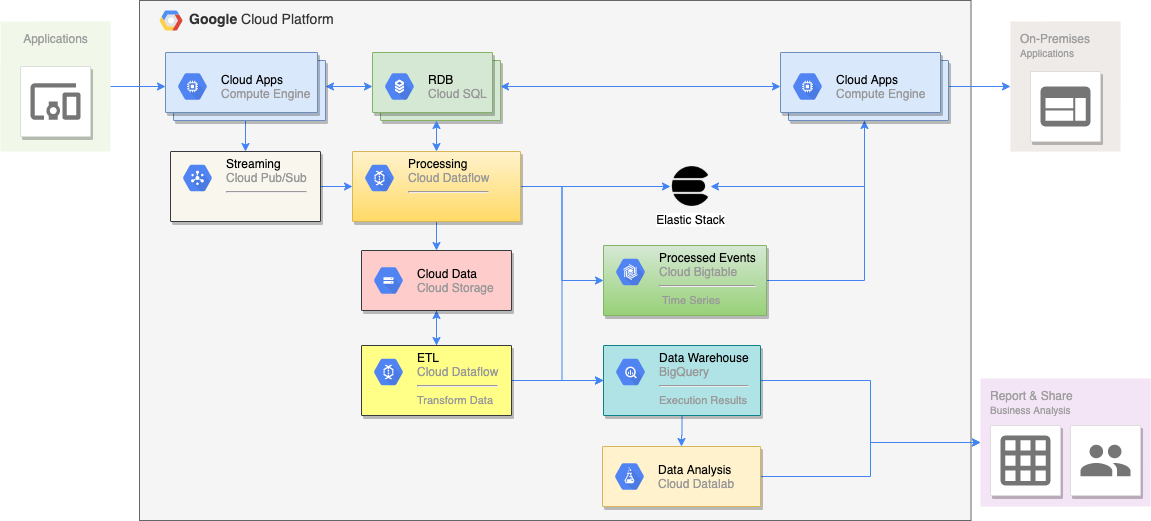 Google Cloud Platform
Applications
Cloud Apps
Compute Engine
RDB
Cloud SQL
Cloud Apps
Compute Engine
On-Premises
Applications
Streaming
Cloud Pub/Sub
Processing
Cloud Dataflow
Elastic Stack
Cloud Data
Cloud Storage
Processed Events
Cloud Bigtable
Time Series
ETL
Cloud Dataflow
Transform Data
Data Warehouse
BigQuery
Execution Results
Data Analysis
Cloud Datalab
Report & Share
Business Analysis